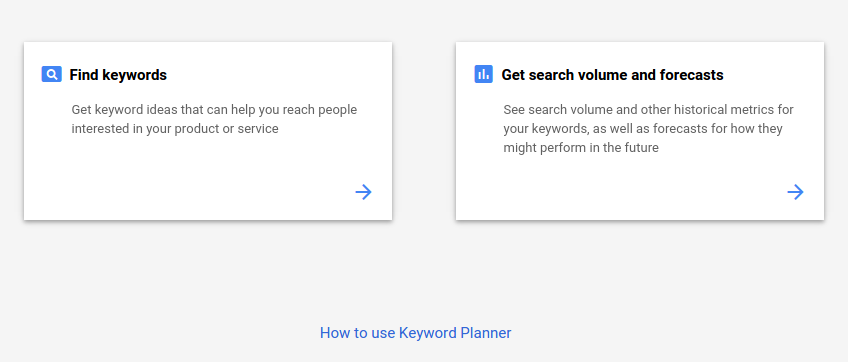 Find keywords
Get keyword ideas that can help you reach people
interested in your product or service
Get search volume and forecasts
See search volume and other historical metrics for
your keywords, as well as forecasts for how they
might perform in the future
How to use Keyword Planner